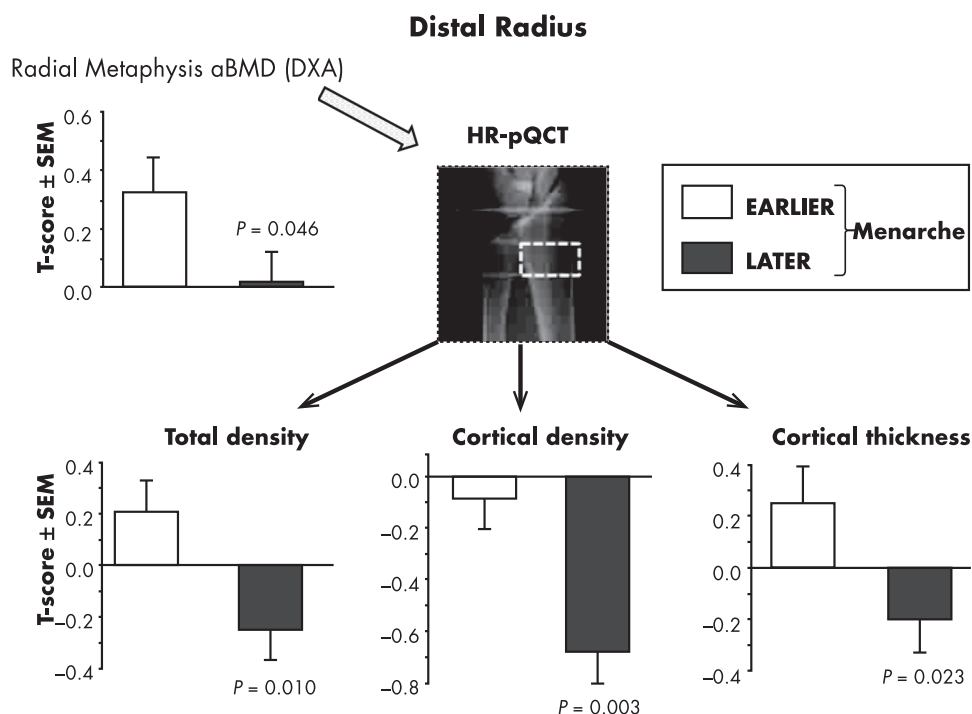 Distal Radius
Radial Metaphysis aBMD (DXA)
T-score ± SEM
0.6
0.4
0.2
0.0
P = 0.046
HR-pQCT
EARLIER
LATER
Menarche
Total density
T-score ± SEM
0.4
0.2
0.0
–0.2
–0.4
P = 0.010
Cortical density
0.0
–0.2
–0.4
–0.6
–0.8
P = 0.003
Cortical thickness
0.4
0.2
0.0
–0.2
–0.4
P = 0.023